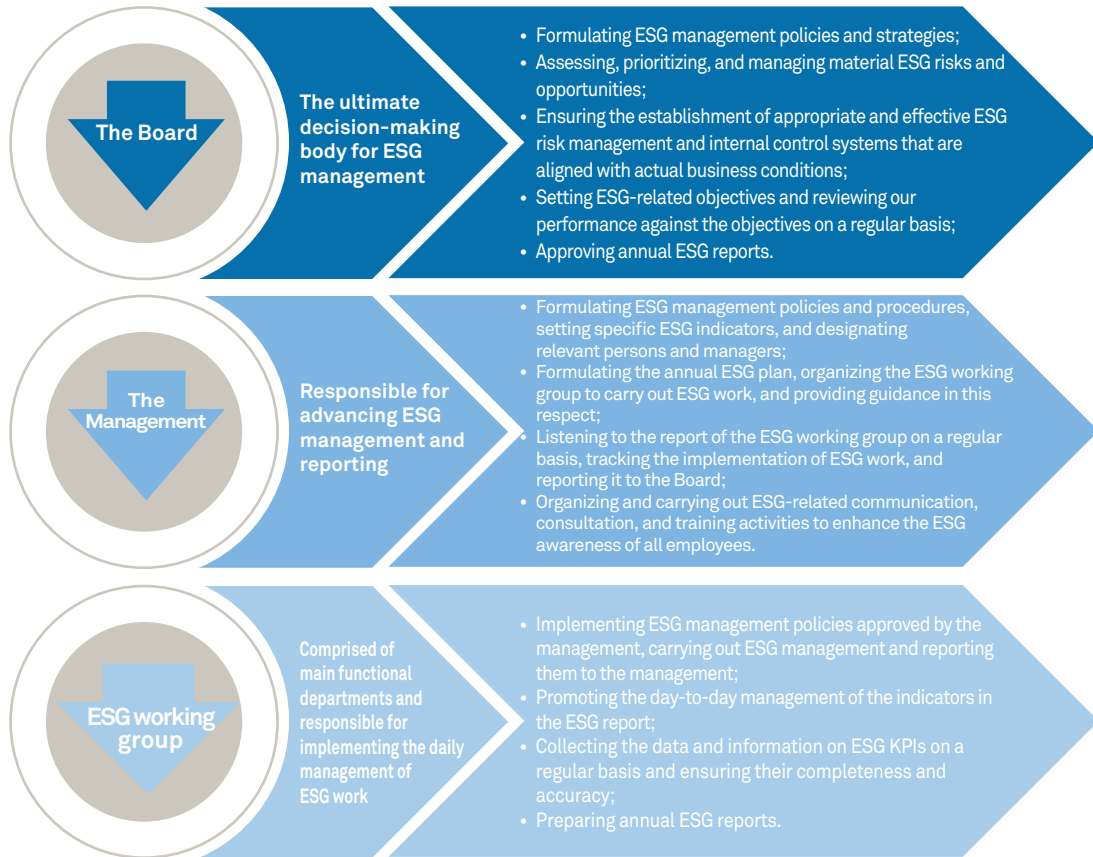 The Board
The ultimate
decision-making
body for ESG
management
• Formulating ESG management policies and strategies;
• Assessing, prioritizing, and managing material ESG risks and
opportunities;
• Ensuring the establishment of appropriate and effective ESG
risk management and internal control systems that are
aligned with actual business conditions;
• Setting ESG-related objectives and reviewing our
performance against the objectives on a regular basis;
• Approving annual ESG reports.
The
Management
Responsible for
advancing ESG
management and
reporting
• Formulating ESG management policies and procedures,
setting specific ESG indicators, and designating
relevant persons and managers;
• Formulating the annual ESG plan, organizing the ESG working
group to carry out ESG work, and providing guidance in this
respect;
• Listening to the report of the ESG working group on a regular
basis, tracking the implementation of ESG work, and
reporting it to the Board;
• Organizing and carrying out ESG-related communication,
consultation, and training activities to enhance the ESG
awareness of all employees.
ESG working
group
Comprised of
main functional
departments and
responsible for
implementing the daily
management of
ESG work
• Implementing ESG management policies approved by the
management, carrying out ESG management and reporting
them to the management;
• Promoting the day-to-day management of the indicators in
the ESG report;
• Collecting the data and information on ESG KPIs on a
regular basis and ensuring their completeness and
accuracy;
• Preparing annual ESG reports.